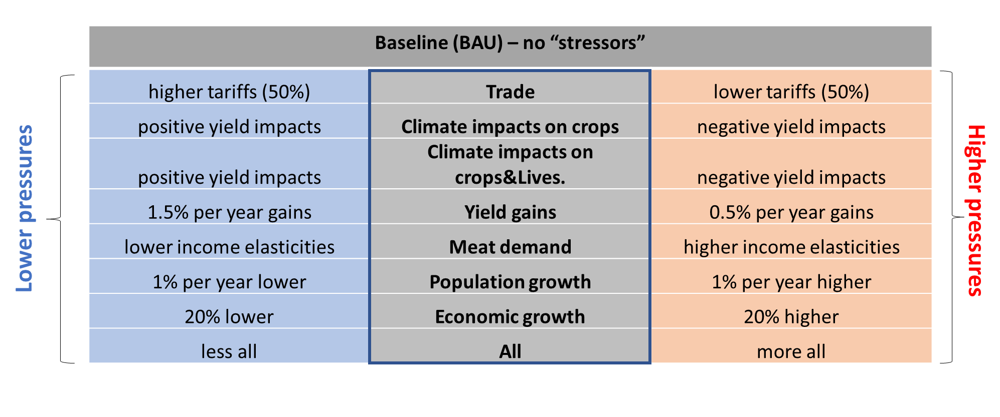 Baseline (BAU) – no “stressors”
Lower pressures
higher tariffs (50%)
Trade
lower tariffs (50%)
positive yield impacts
Climate impacts on crops
negative yield impacts
positive yield impacts
Climate impacts on
crops&Lives.
negative yield impacts
1.5% per year gains
Yield gains
0.5% per year gains
lower income elasticities
Meat demand
higher income elasticities
1% per year lower
Population growth
1% per year higher
20% lower
Economic growth
20% higher
less all
All
more all
Higher pressures